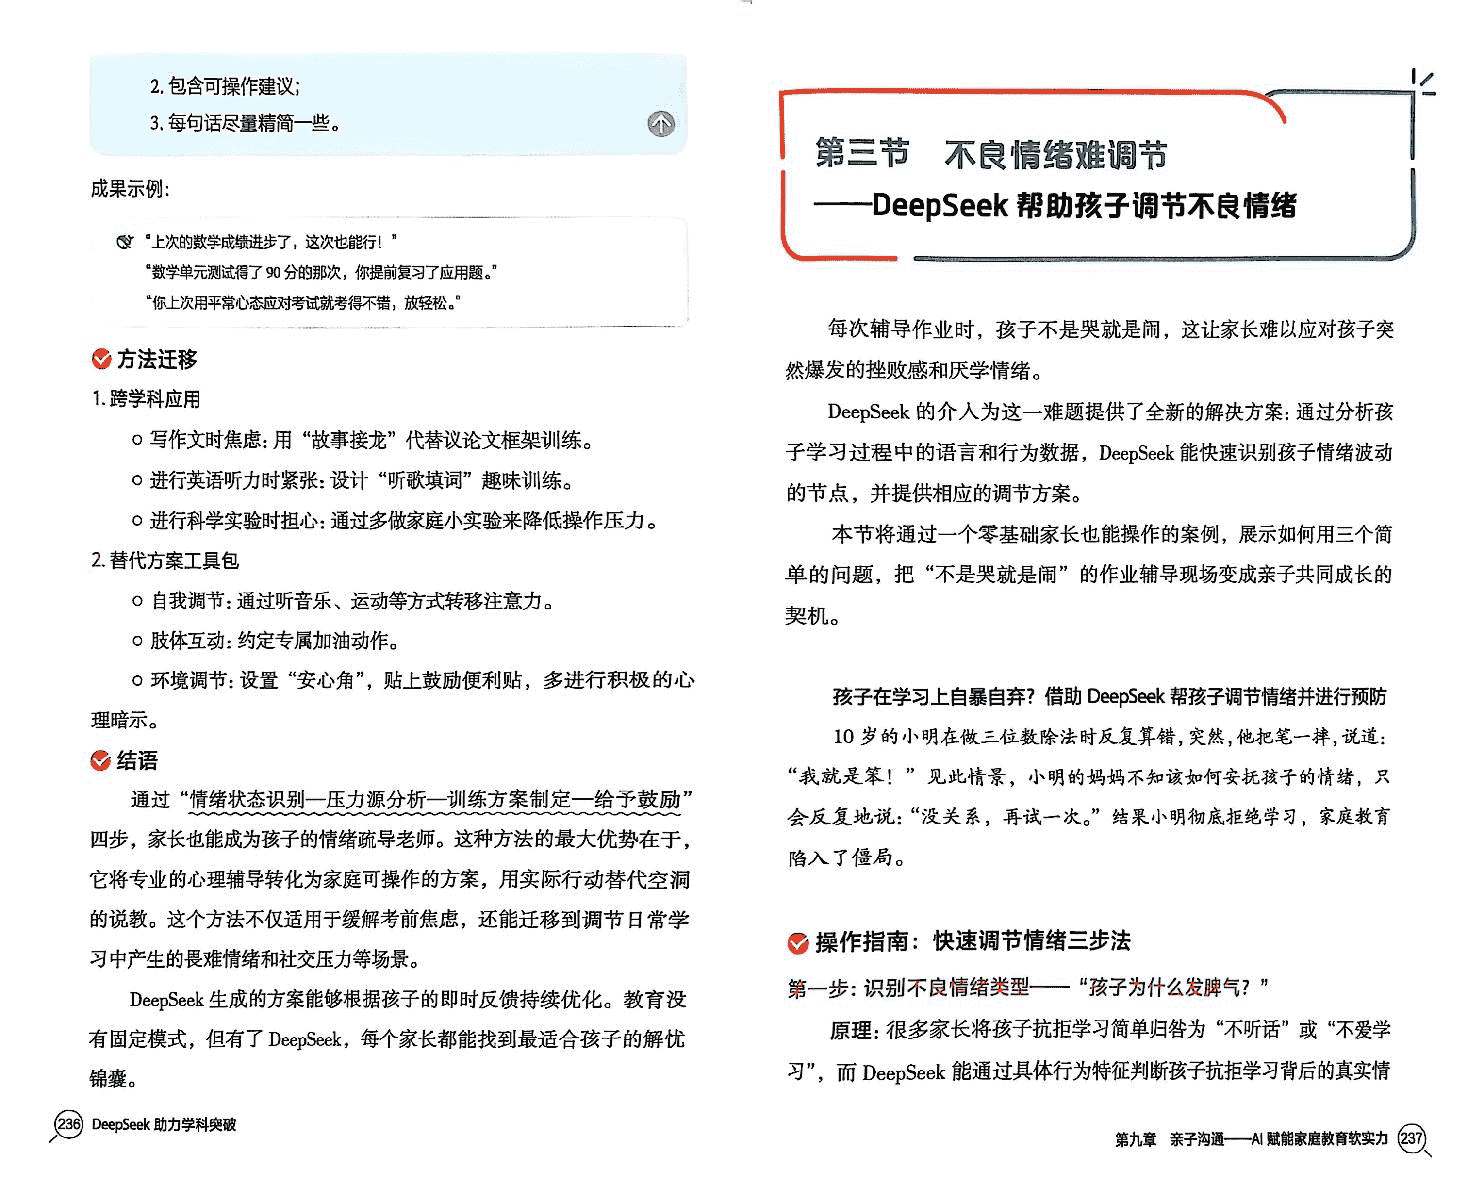 2. 包含可操作建议；
3. 每句话尽量精简一些。
成果示例：
“上次的数学成绩进步了，这次也能行！”
“数学单元测试得了 90 分的那次，你提前复习了应用题。”
“你上次用平常心态应对考试就考得不错，放轻松。”
方法迁移
1. 跨学科应用
○ 写作文时焦虑：用“故事接龙”代替议论文框架训练。
○ 进行英语听力时紧张：设计“听歌填词”趣味训练。
○ 进行科学实验时担心：通过多做家庭小实验来降低操作压力。
2. 替代方案工具包
○ 自我调节：通过听音乐、运动等方式转移注意力。
○ 肢体互动：约定专属加油动作。
○ 环境调节：设置“安心角”，贴上鼓励便利贴，多进行积极的心
理暗示。
结语
通过“情绪状态识别—压力源分析—训练方案制定—给予鼓励”
四步，家长也能成为孩子的情绪疏导老师。这种方法的最大优势在于，
它将专业的心理辅导转化为家庭可操作的方案，用实际行动替代空洞
的说教。这个方法不仅适用于缓解考前焦虑，还能迁移到调节日常学
习中产生的畏难情绪和社交压力等场景。
DeepSeek 生成的方案能够根据孩子的即时反馈持续优化。教育没
有固定模式，但有了 DeepSeek，每个家长都能找到最适合孩子的解忧
锦囊。
236 DeepSeek 助力学科突破
第三节 不良情绪难调节
——DeepSeek 帮助孩子调节不良情绪
每次辅导作业时，孩子不是哭就是闹，这让家长难以应对孩子突
然爆发的挫败感和厌学情绪。
DeepSeek 的介入为这一难题提供了全新的解决方案：通过分析孩
子学习过程中的语言和行为数据，DeepSeek 能快速识别孩子情绪波动
的节点，并提供相应的调节方案。
本节将通过一个零基础家长也能操作的案例，展示如何用三个简
单的问题，把“不是哭就是闹”的作业辅导现场变成亲子共同成长的
契机。
孩子在学习上自暴自弃？借助 DeepSeek 帮孩子调节情绪并进行预防
10 岁的小明在做三位数除法时反复算错，突然，他把笔一摔，说道：
“我就是笨！”见此情景，小明的妈妈不知该如何安抚孩子的情绪，只
会反复地说：“没关系，再试一次。”结果小明彻底拒绝学习，家庭教育
陷入了僵局。
操作指南：快速调节情绪三步法
第一步：识别不良情绪类型——“孩子为什么发脾气？”
原理：很多家长将孩子抗拒学习简单归咎为“不听话”或“不爱学
习”，而 DeepSeek 能通过具体行为特征判断孩子抗拒学习背后的真实情
第九章 亲子沟通——AI 赋能家庭教育软实力 237